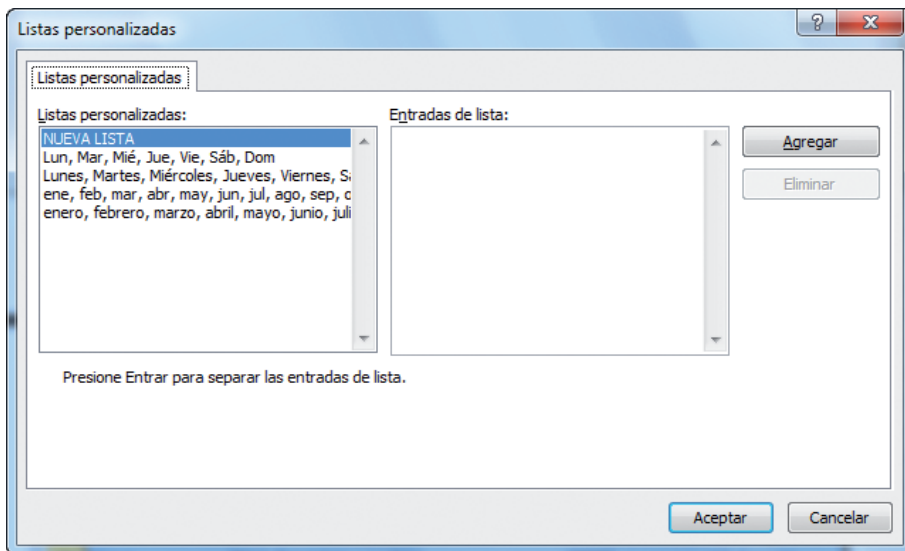 Listas personalizadas
Listas personalizadas
Listas personalizadas:
NUEVA LISTA
Lun, Mar, Mié, Jue, Vie, Sáb, Dom
Lunes, Martes, Miércoles, Jueves, Viernes, Sá
ene, feb, mar, abr, may, jun, jul, ago, sep, o
enero, febrero, marzo, abril, mayo, junio, juli
Entradas de lista:
Agregar
Eliminar
Presione Entrar para separar las entradas de lista.
Aceptar
Cancelar